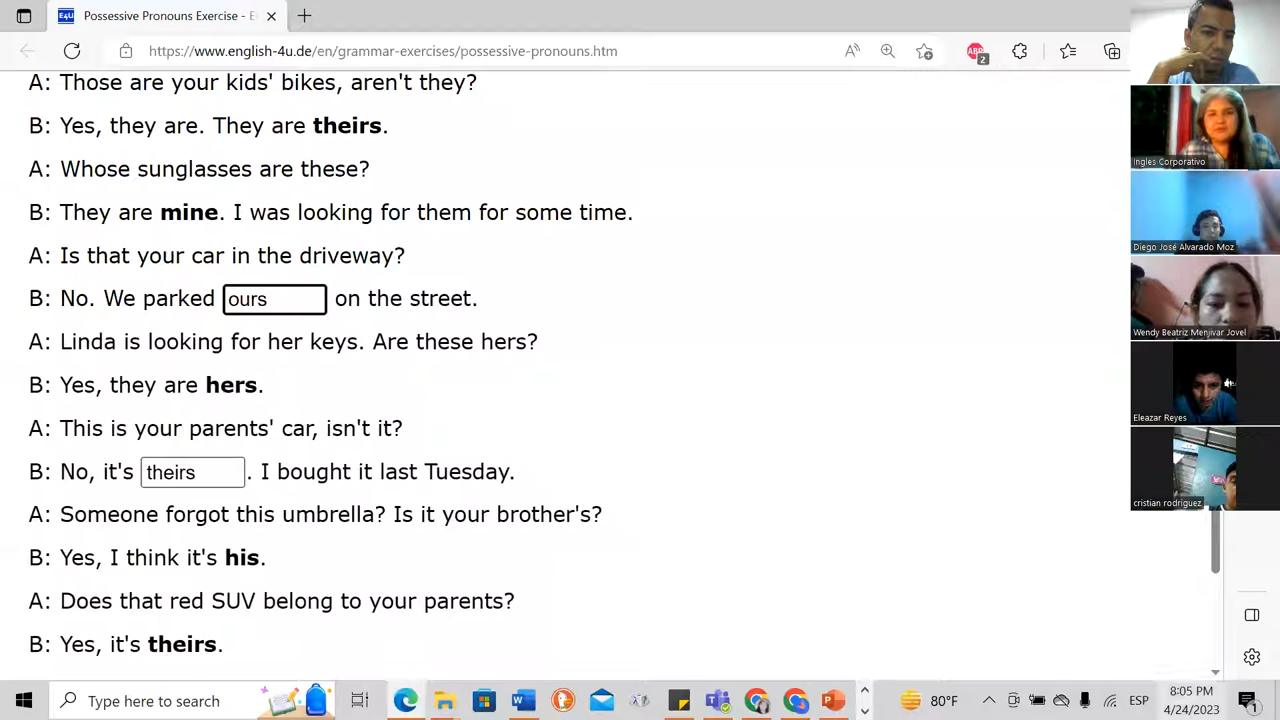 Possessive Pronouns Exercise - E
https://www.english-4u.de/en/grammar-exercises/possessive-pronouns.htm
ABP
2
A: Those are your kids' bikes, aren't they?
B: Yes, they are. They are theirs.
A: Whose sunglasses are these?
B: They are mine. I was looking for them for some time.
A: Is that your car in the driveway?
B: No. We parked ours on the street.
A: Linda is looking for her keys. Are these hers?
B: Yes, they are hers.
A: This is your parents' car, isn't it?
B: No, it's theirs. I bought it last Tuesday.
A: Someone forgot this umbrella? Is it your brother's?
B: Yes, I think it's his.
A: Does that red SUV belong to your parents?
B: Yes, it's theirs.
Ingles Corporativo
Diego José Alvarado Moz
Wendy Beatriz Menjivar Jovel
Eleazar Reyes
cristian rodriguez
Type here to search
80°F
ESP
8:05 PM
4/24/2023
1